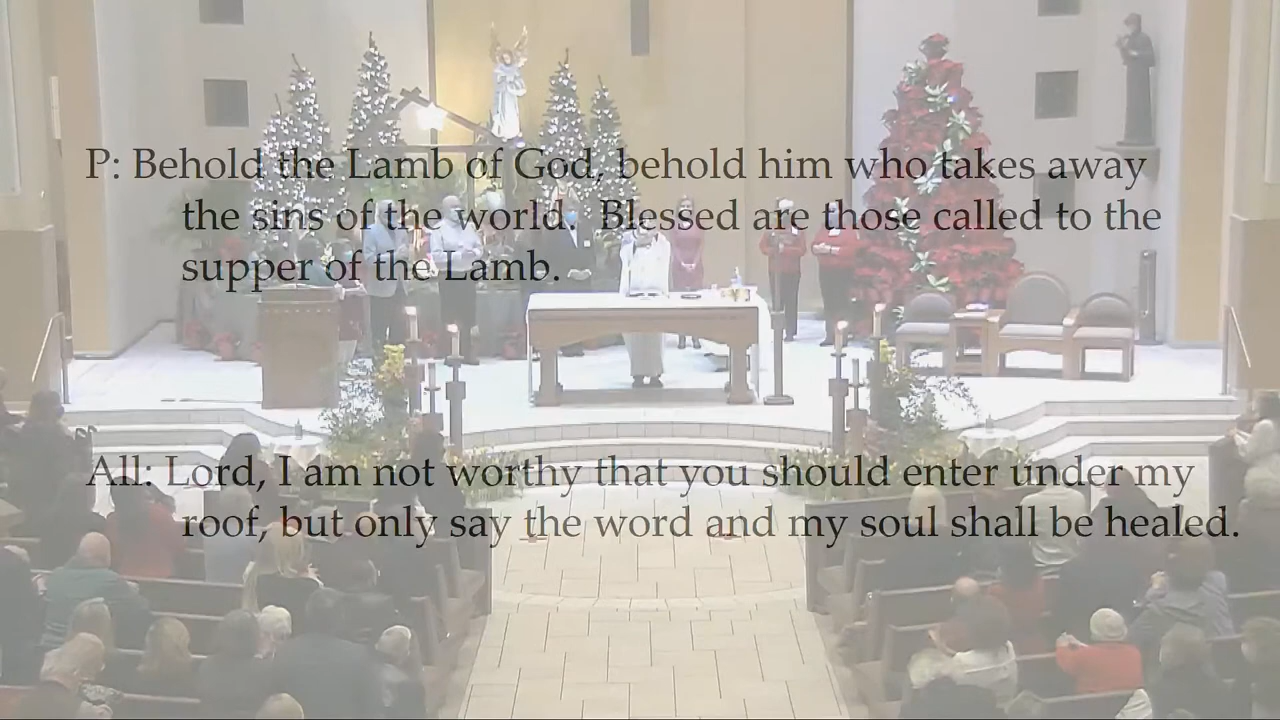 P: Behold the Lamb of God, behold him who takes away
the sins of the world.  Blessed are those called to the
supper of the Lamb.
All: Lord, I am not worthy that you should enter under my
roof, but only say the word and my soul shall be healed.